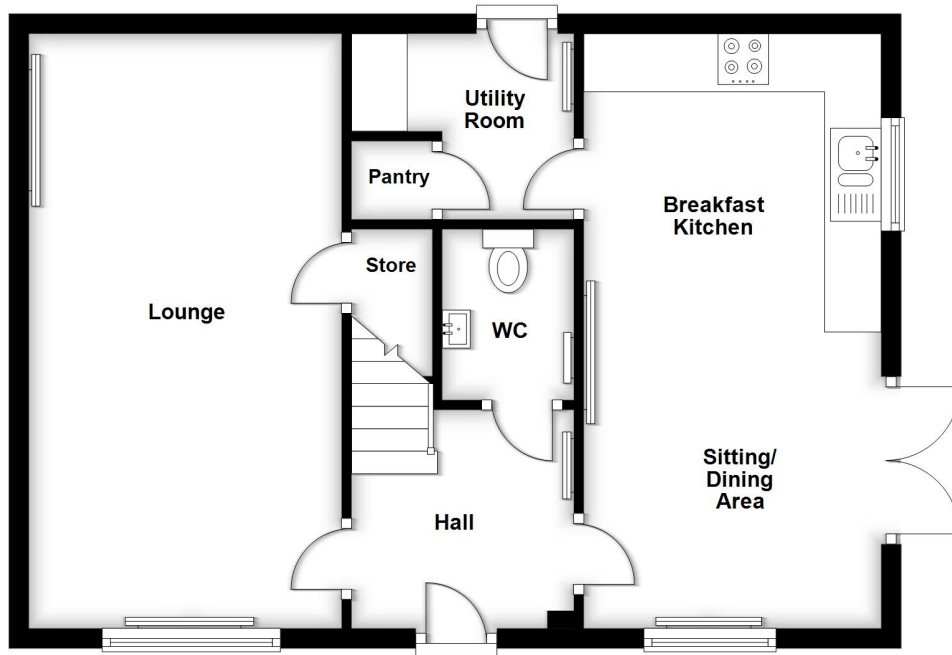 Utility
Room
Pantry
Breakfast
Kitchen
Store
Lounge
WC
Sitting/
Dining
Area
Hall